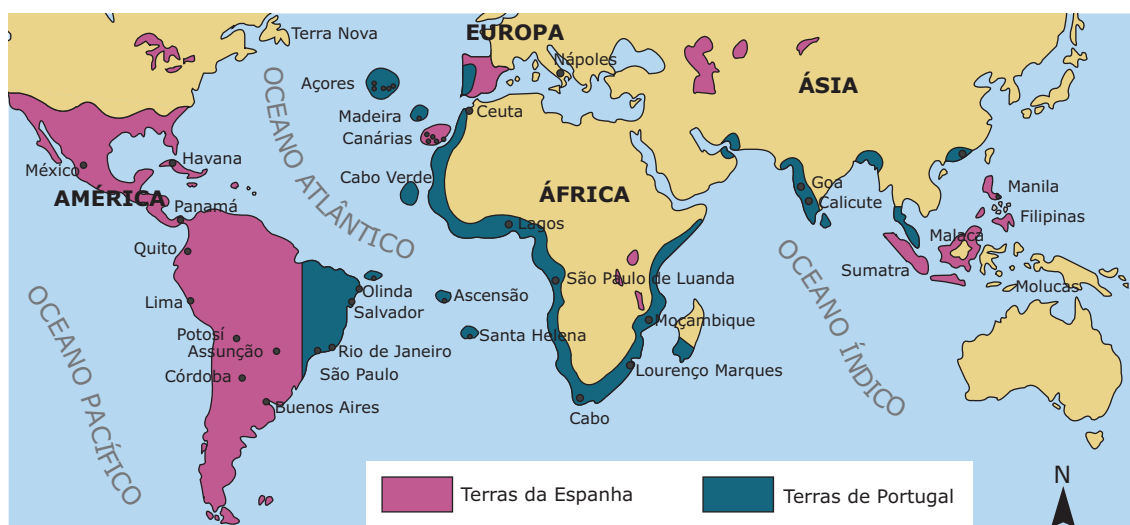 Terra Nova
EUROPA
Nápoles
Açores
ÁSIA
Madeira
Ceuta
Canárias
México
Havana
Cabo Verde
AMÉRICA
OCEANO ATLÂNTICO
ÁFRICA
Goa
Calicute
Manila
Panamá
Lagos
Filipinas
Quito
Malaca
Sumatra
São Paulo de Luanda
Molucas
Olinda
Ascensão
Lima
Salvador
Moçambique
OCEANO ÍNDICO
Potosí
Santa Helena
Assunção
Rio de Janeiro
Córdoba
São Paulo
Lourenço Marques
OCEANO PACÍFICO
Buenos Aires
Cabo
N
Terras da Espanha
Terras de Portugal